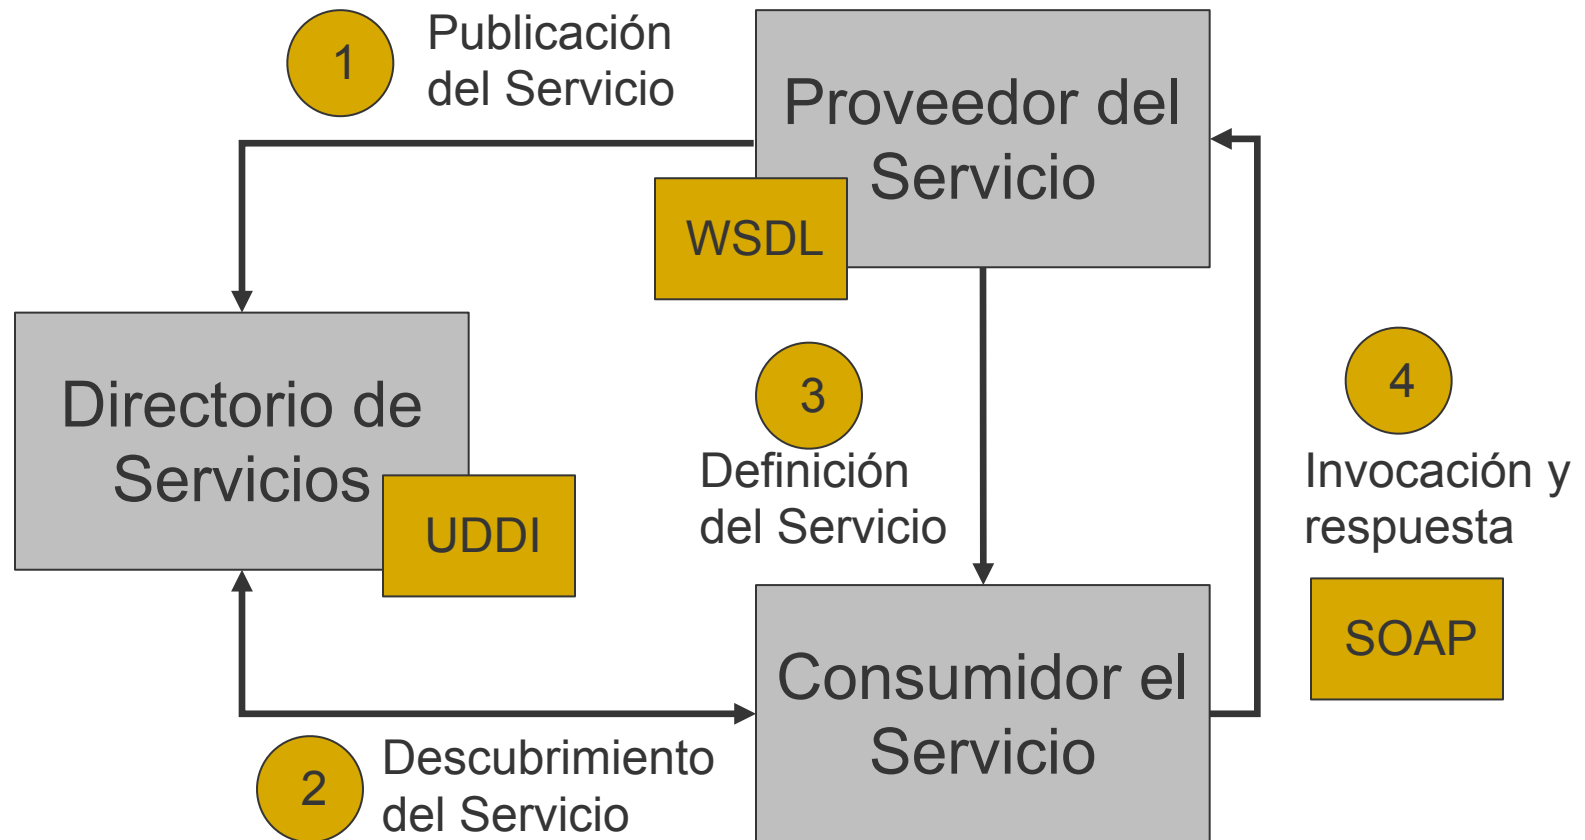 1
Publicación
del Servicio
Proveedor del
Servicio
WSDL
Directorio de
Servicios
UDDI
3
Definición
del Servicio
4
Invocación y
respuesta
SOAP
Consumidor el
Servicio
2
Descubrimiento
del Servicio